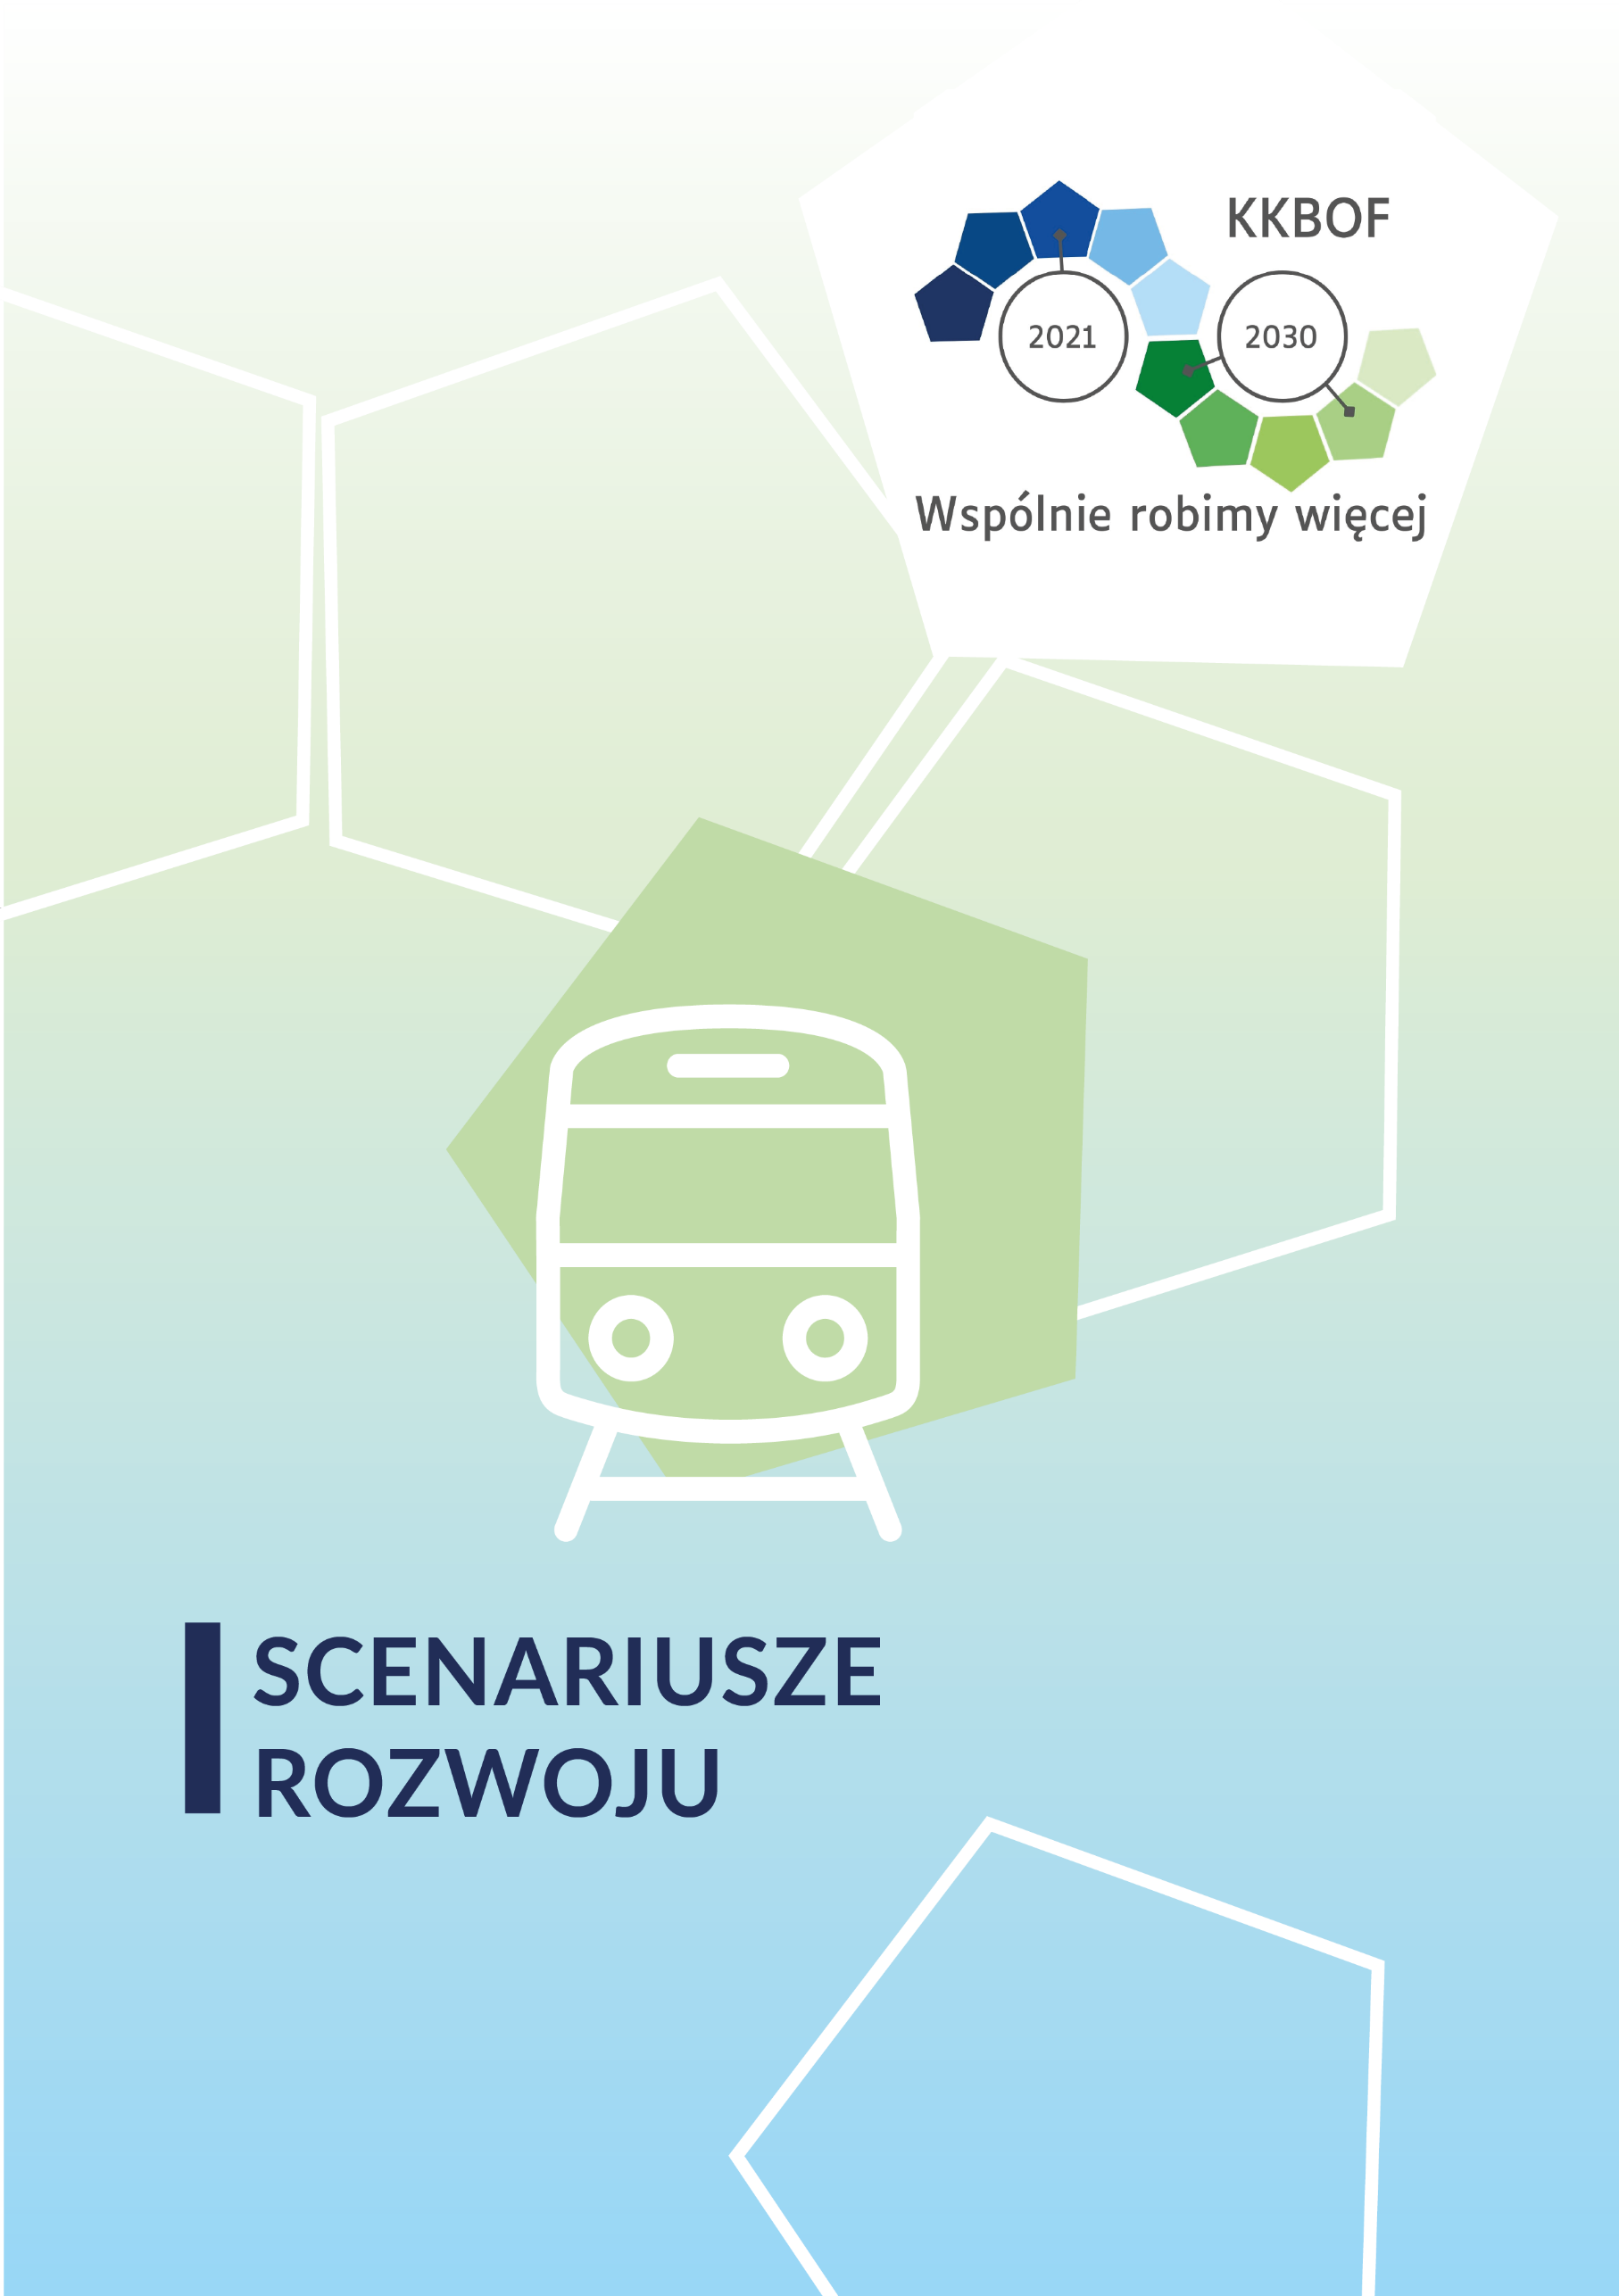 KKBOF
2021
2030
Wspólnie robimy więcej
SCENARIUSZE
ROZWOJU